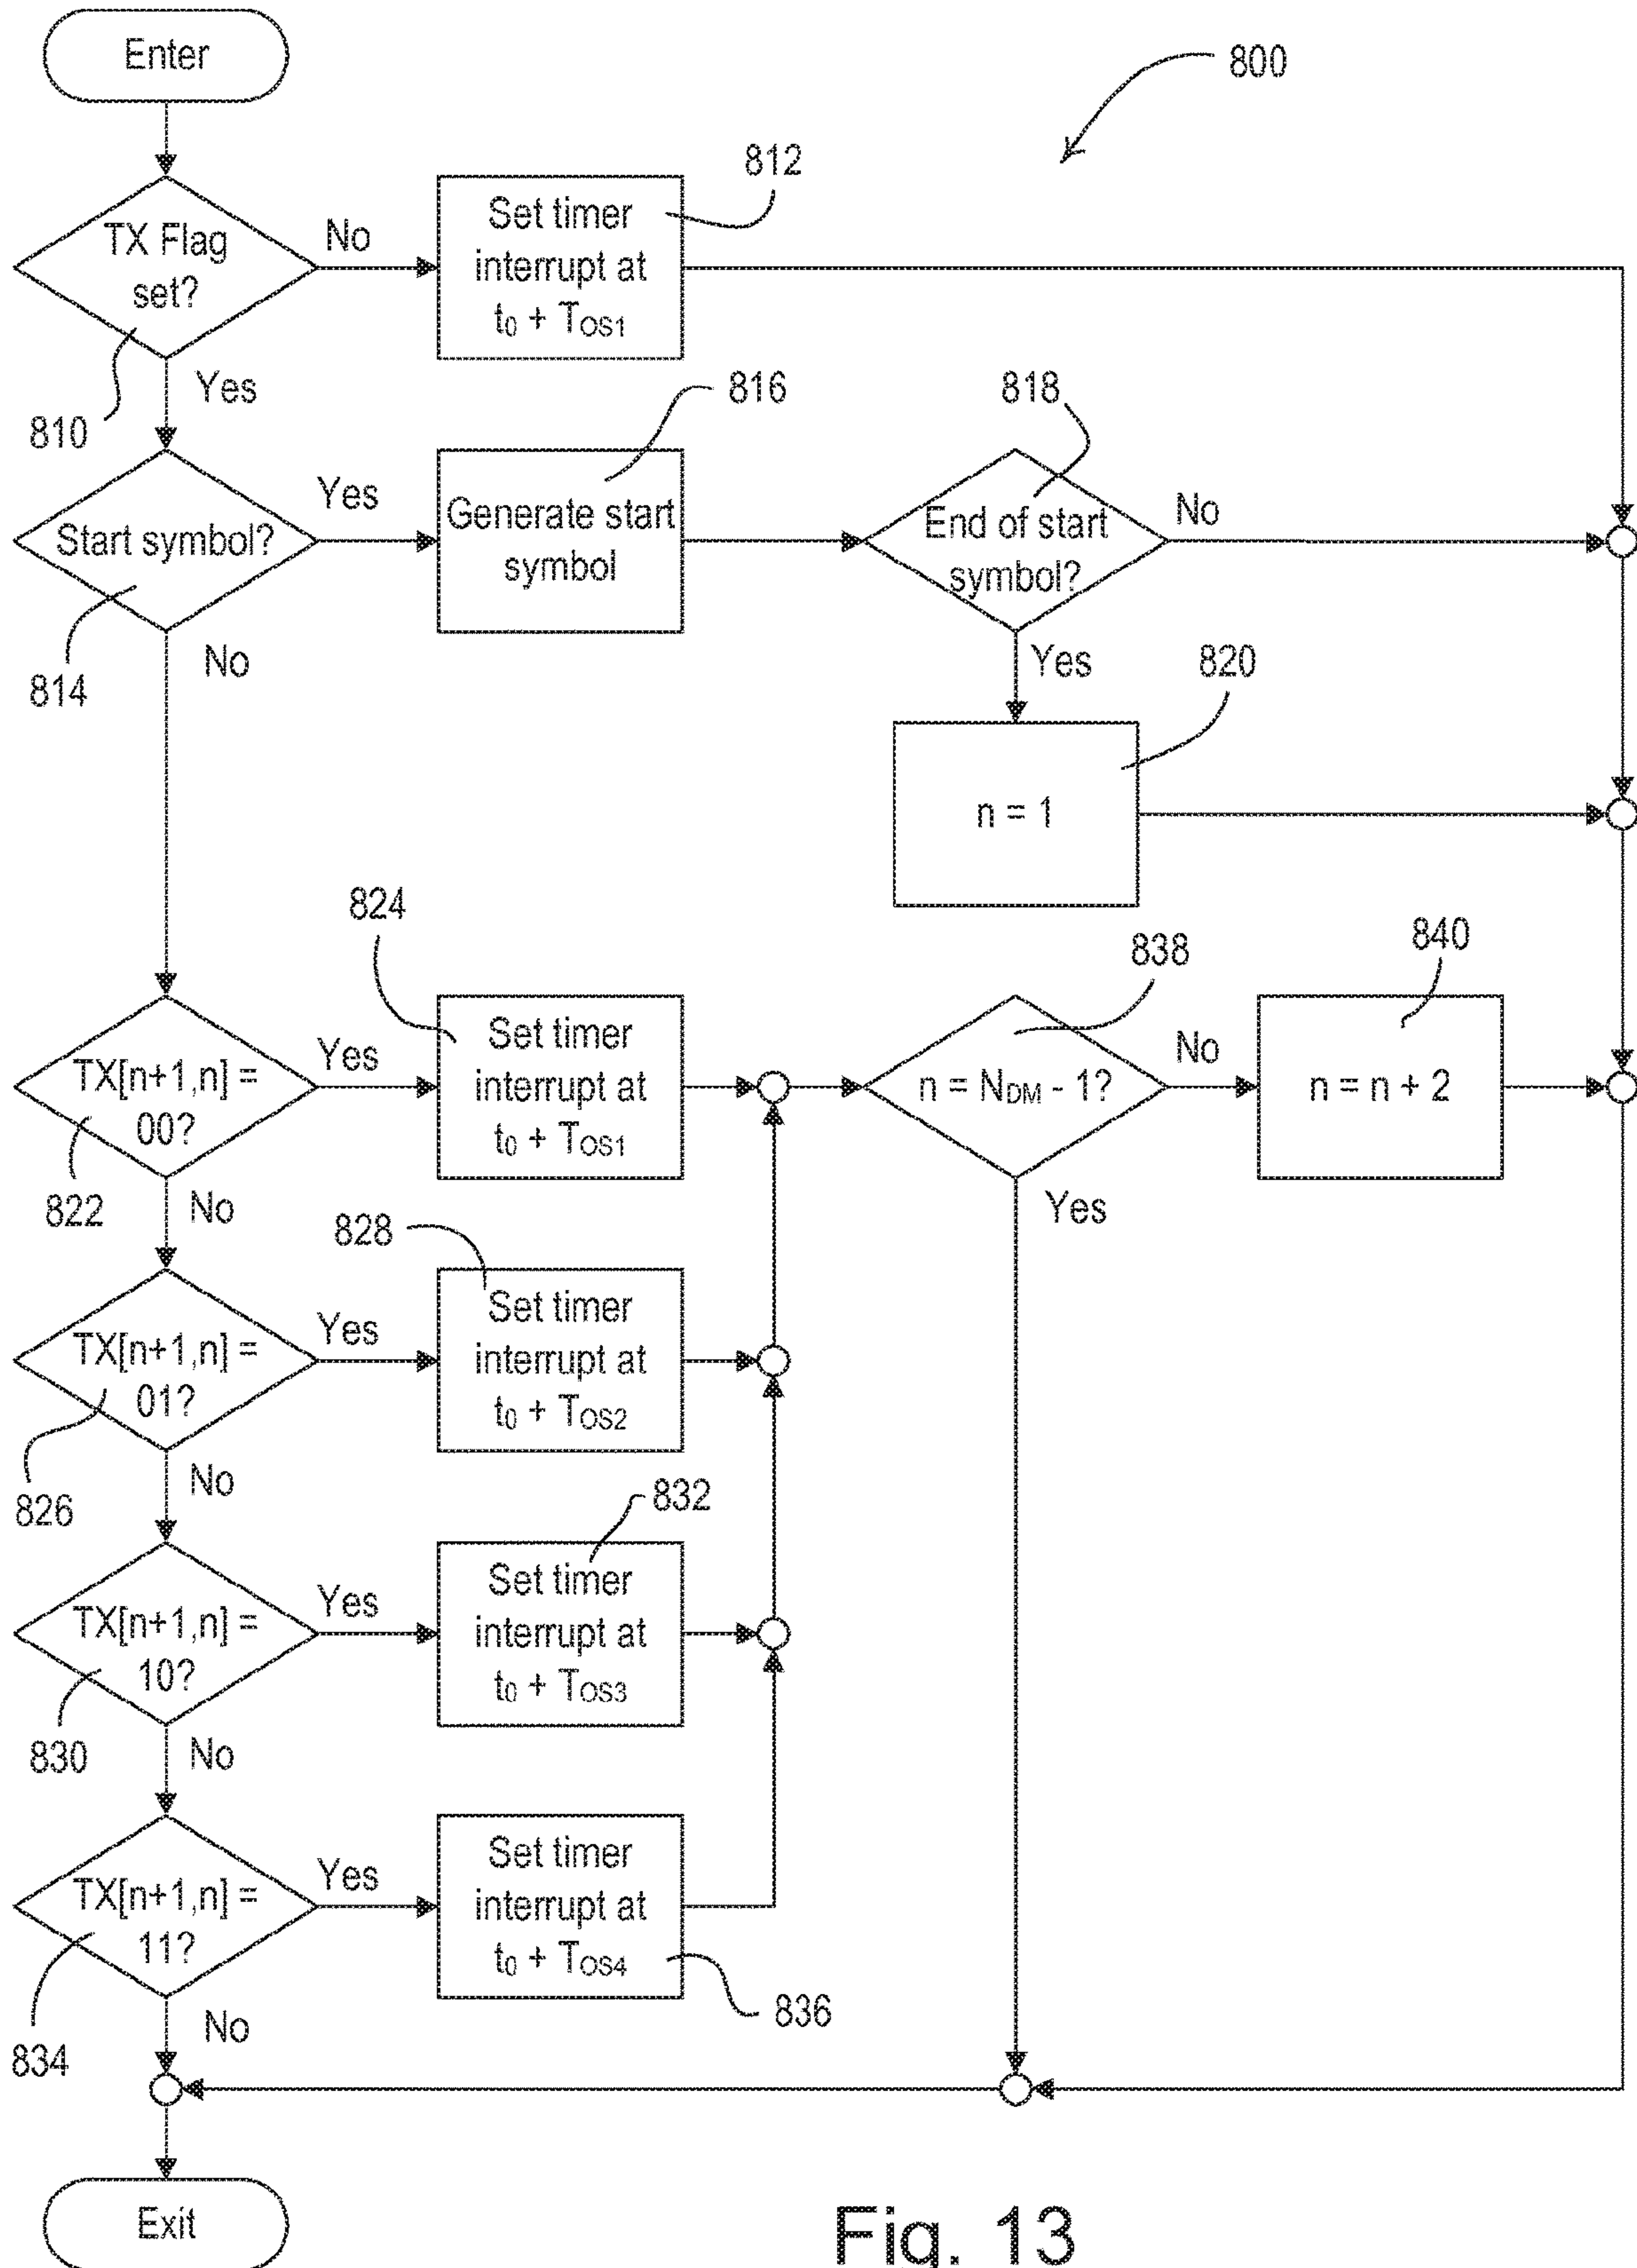 Enter
800
812
TX Flag
set?
No
Set timer
interrupt at
t0 + TOS1
810
Yes
816
818
Start symbol?
Yes
Generate start
symbol
End of start
symbol?
No
814
No
Yes
820
n = 1
824
838
840
TX[n+1,n] =
00?
Yes
Set timer
interrupt at
t0 + TOS1
n = NDM - 1?
No
n = n + 2
822
No
Yes
828
TX[n+1,n] =
01?
Yes
Set timer
interrupt at
t0 + TOS2
826
No
832
TX[n+1,n] =
10?
Yes
Set timer
interrupt at
t0 + TOS3
830
No
TX[n+1,n] =
11?
Yes
Set timer
interrupt at
t0 + TOS4
836
834
No
Exit
Fig. 13